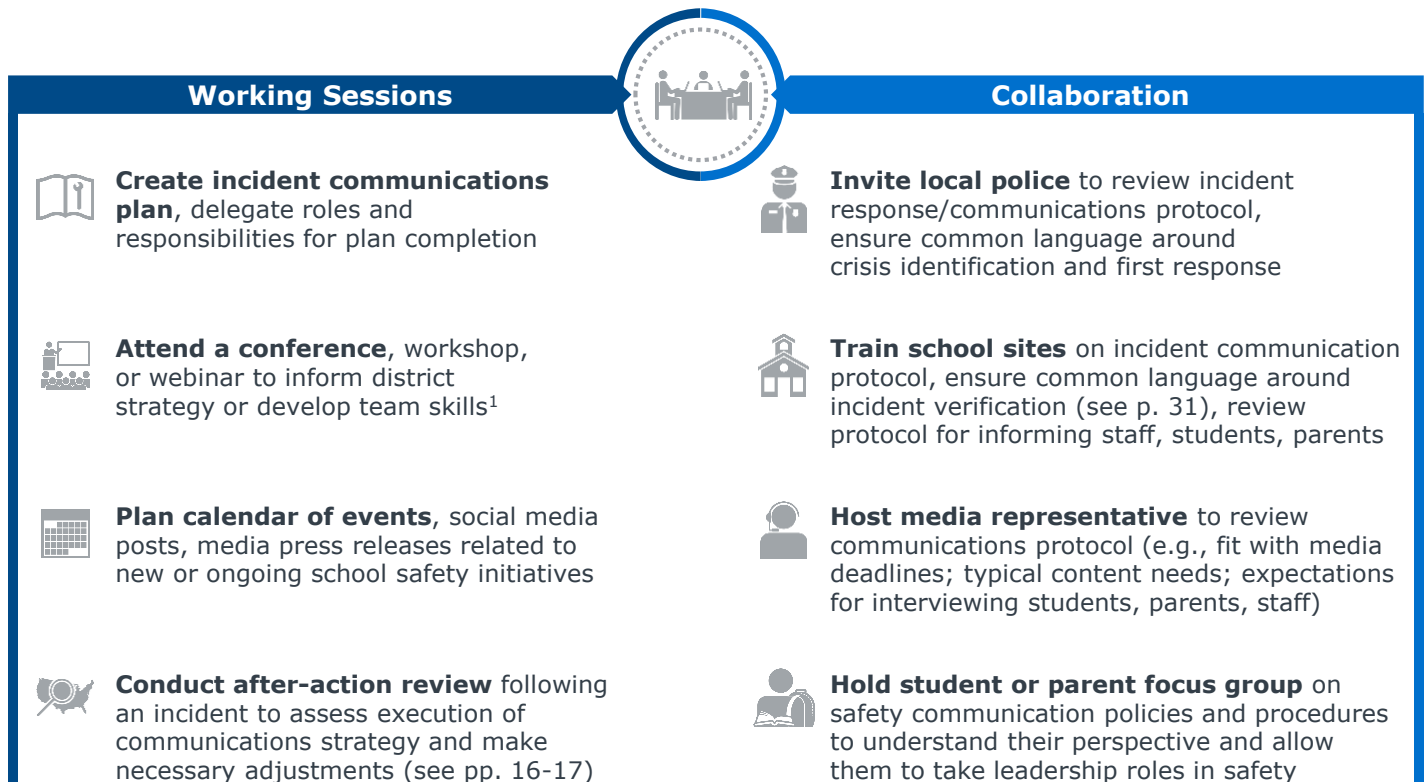 Working Sessions
Create incident communications
plan, delegate roles and
responsibilities for plan completion
Attend a conference, workshop,
or webinar to inform district
strategy or develop team skills1
Plan calendar of events, social media
posts, media press releases related to
new or ongoing school safety initiatives
Conduct after-action review following
an incident to assess execution of
communications strategy and make
necessary adjustments (see pp. 16-17)
Collaboration
Invite local police to review incident
response/communications protocol,
ensure common language around
crisis identification and first response
Train school sites on incident communication
protocol, ensure common language around
incident verification (see p. 31), review
protocol for informing staff, students, parents
Host media representative to review
communications protocol (e.g., fit with media
deadlines; typical content needs; expectations
for interviewing students, parents, staff)
Hold student or parent focus group on
safety communication policies and procedures
to understand their perspective and allow
them to take leadership roles in safety